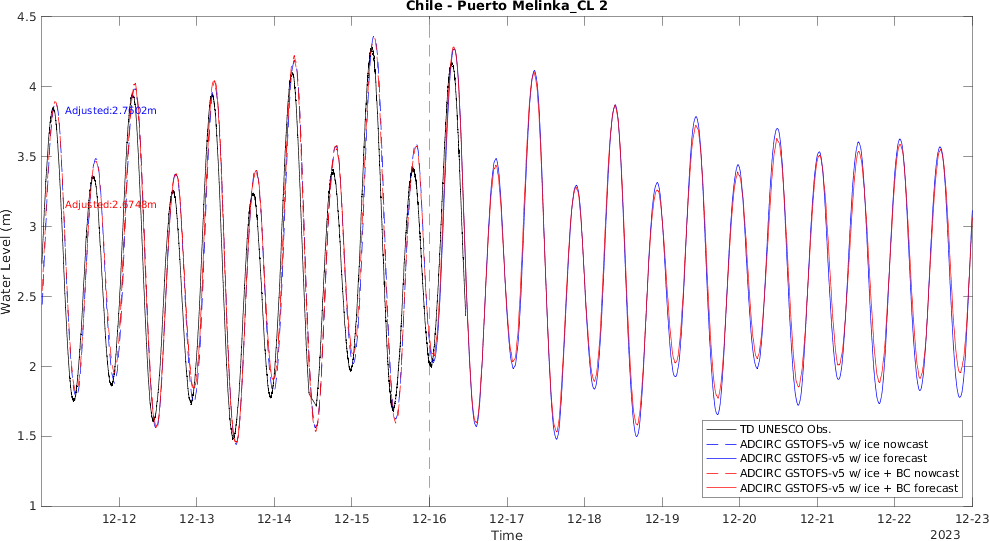 Chile - Puerto Melinka_CL 2
4.5
4
3.5
3
2.5
2
1.5
1
Water Level (m)
Adjusted:2.7602m
Adjusted:2.6748m
TD UNESCO Obs.
ADCIRC GSTOFS-v5 w/ ice nowcast
ADCIRC GSTOFS-v5 w/ ice forecast
ADCIRC GSTOFS-v5 w/ ice + BC nowcast
ADCIRC GSTOFS-v5 w/ ice + BC forecast
12-12 12-13 12-14 12-15 12-16 12-17 12-18 12-19 12-20 12-21 12-22 12-23
Time
2023